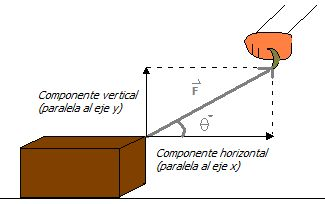 Componente vertical
(paralela al eje y)
F
θ
Componente horizontal
(paralela al eje x)